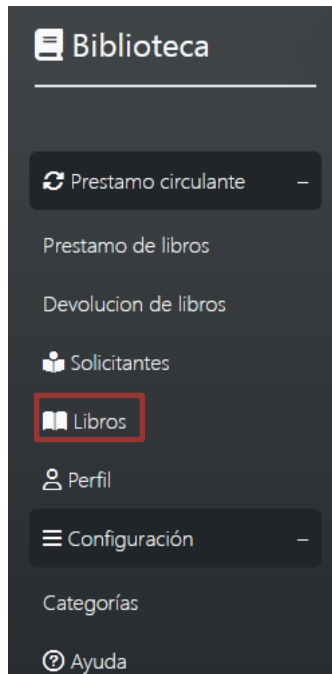 Biblioteca
Prestamo circulante
Prestamo de libros
Devolucion de libros
Solicitantes
Libros
Perfil
Configuración
Categorías
Ayuda